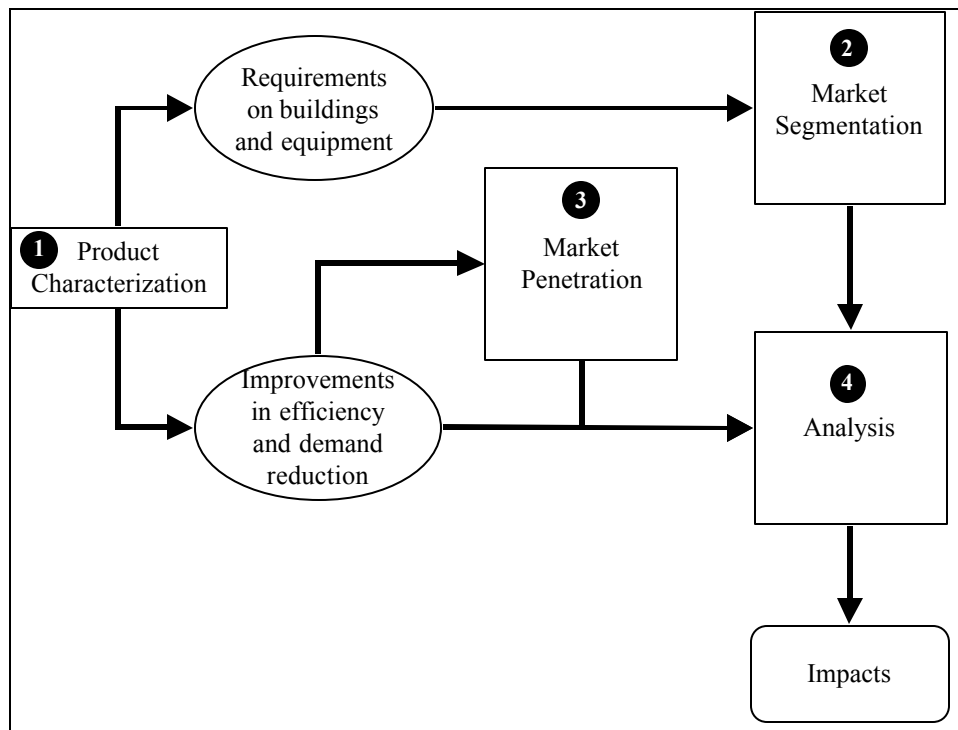 Requirements
on buildings
and equipment
2
Market
Segmentation
3
Market
Penetration
1 Product
Characterization
Improvements
in efficiency
and demand
reduction
4
Analysis
Impacts